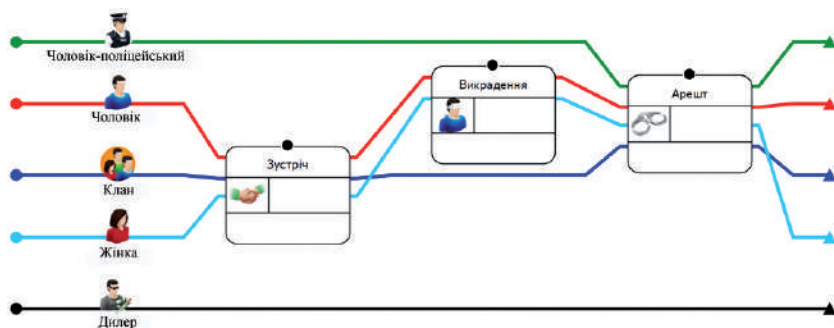 Чоловік-поліцейський
Викрадення
Арешт
Чоловік
Зустріч
Клан
Жінка
Дилер